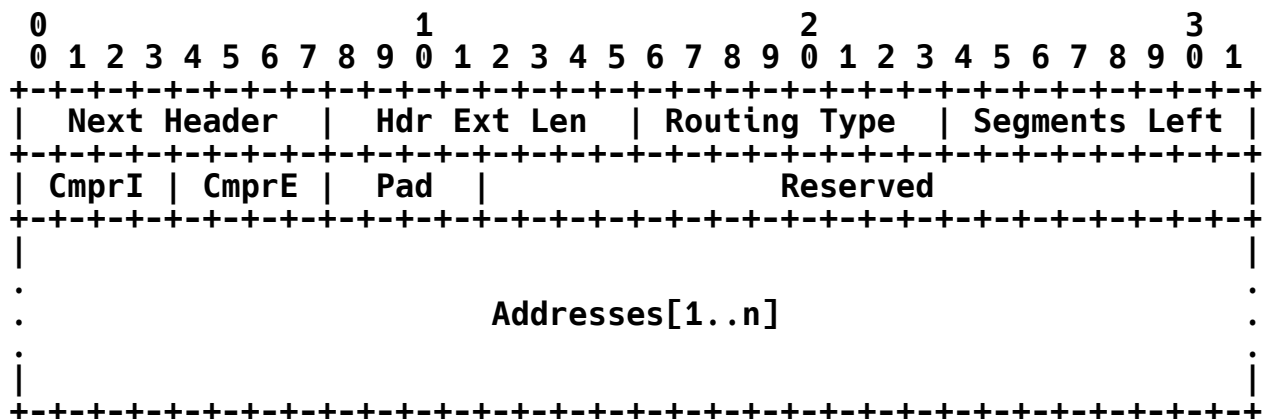 0                   1                   2                   3
 0 1 2 3 4 5 6 7 8 9 0 1 2 3 4 5 6 7 8 9 0 1 2 3 4 5 6 7 8 9 0 1
+-+-+-+-+-+-+-+-+-+-+-+-+-+-+-+-+-+-+-+-+-+-+-+-+-+-+-+-+-+-+-+-+
|  Next Header  |  Hdr Ext Len  | Routing Type  | Segments Left |
+-+-+-+-+-+-+-+-+-+-+-+-+-+-+-+-+-+-+-+-+-+-+-+-+-+-+-+-+-+-+-+-+
| CmprI | CmprE |  Pad  |               Reserved                |
+-+-+-+-+-+-+-+-+-+-+-+-+-+-+-+-+-+-+-+-+-+-+-+-+-+-+-+-+-+-+-+-+
|                                                               |
.                                                               .
.                        Addresses[1..n]                        .
.                                                               .
|                                                               |
+-+-+-+-+-+-+-+-+-+-+-+-+-+-+-+-+-+-+-+-+-+-+-+-+-+-+-+-+-+-+-+-+